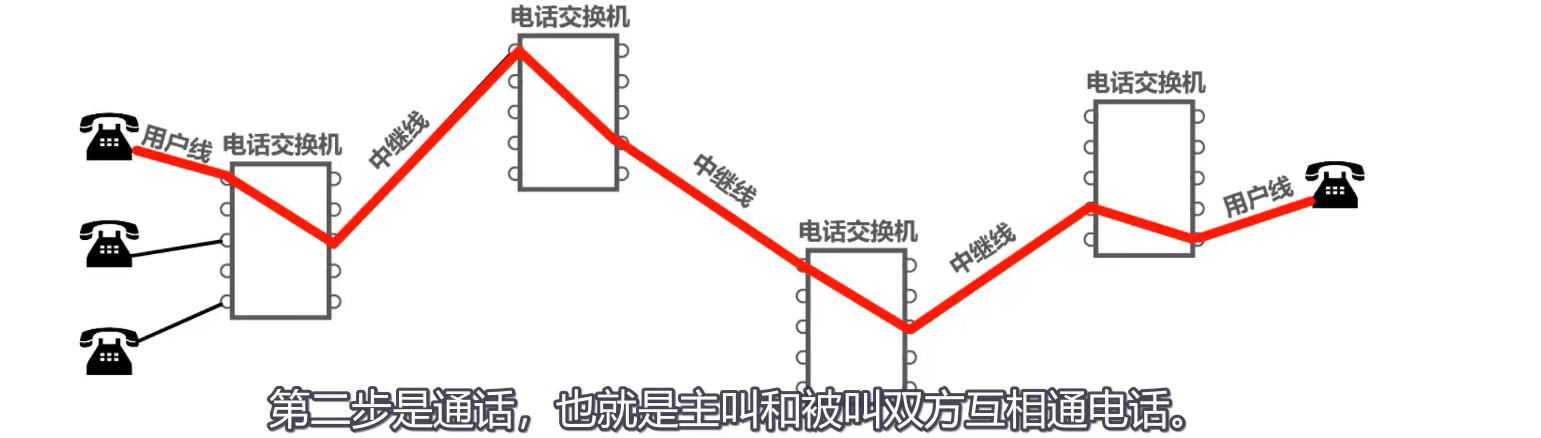 电话交换机
电话交换机
用户线
电话交换机
中继线
中继线
用户线
电话交换机
中继线
第二步是通话，也就是主叫和被叫双方互相通电话。